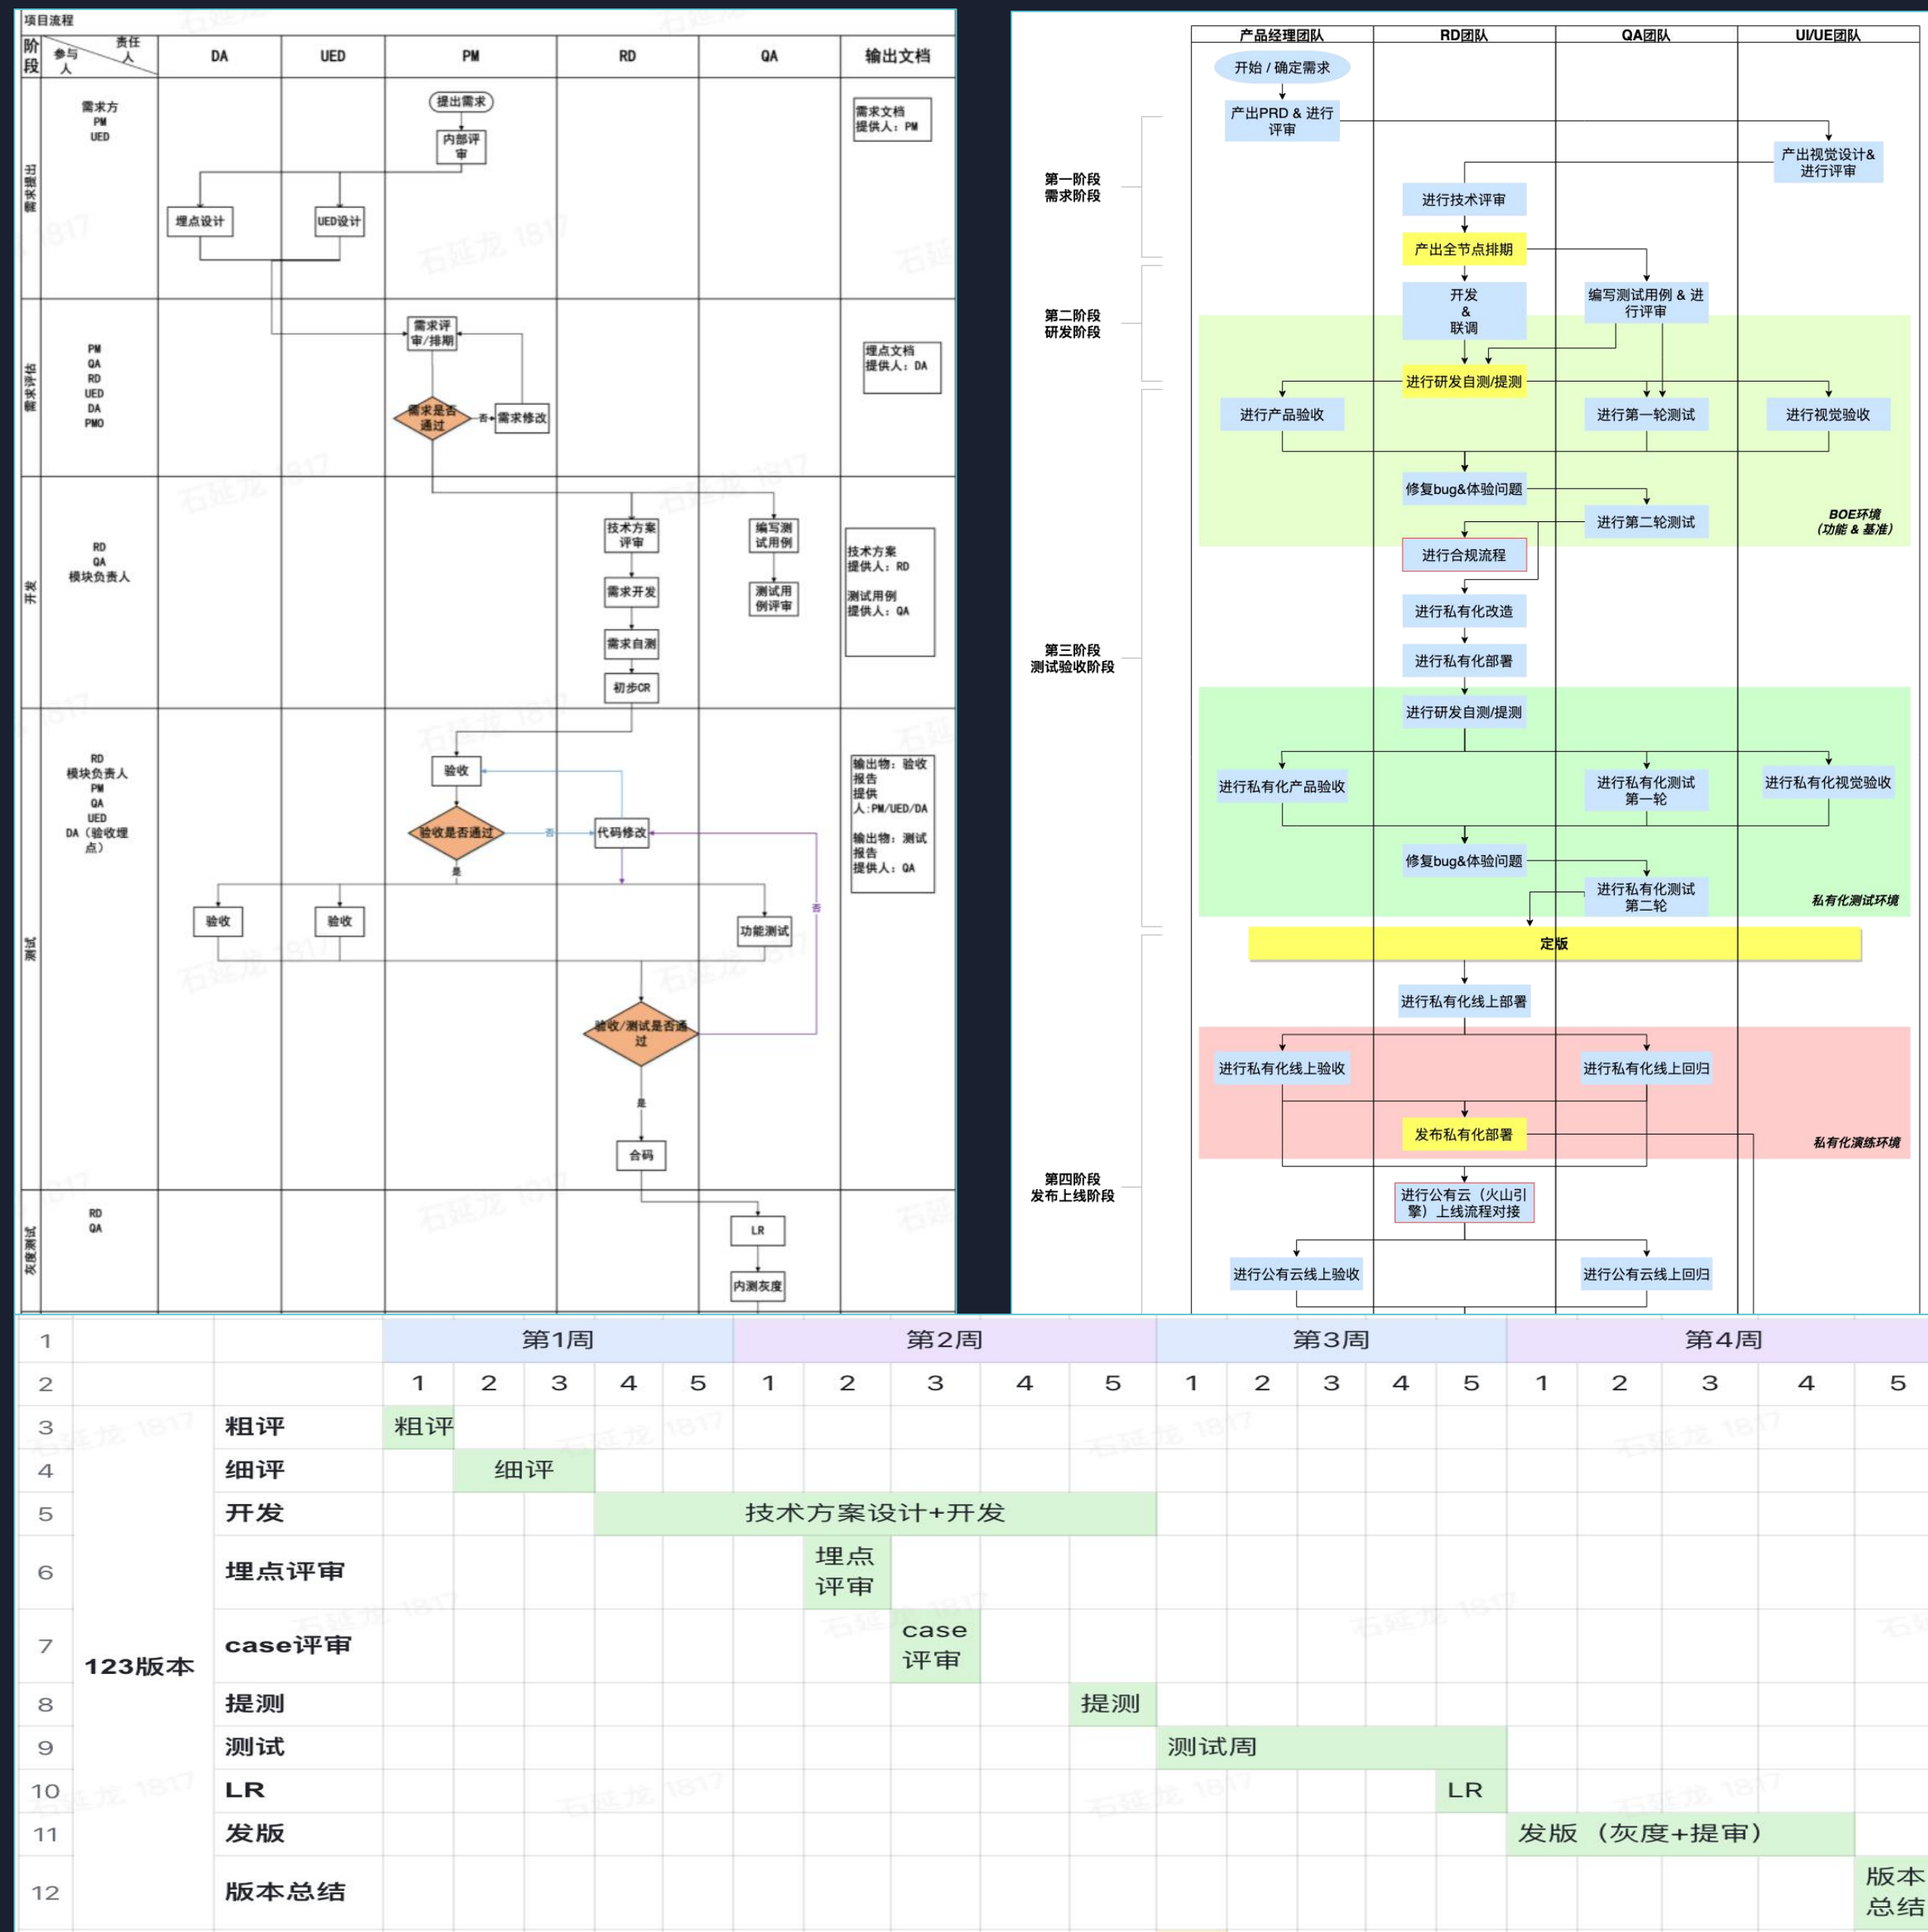 项目流程
阶段
参与人
责任人
DA
UED
PM
RD
QA
输出文档
需求提出
需求方
PM
UED
提出需求
内部评
审
埋点设计
UED设计
需求文档
提供人: PM
需求评估
PM
QA
RD
UED
DA
PMO
需求评
审/排期
需求是否
通过
否
需求修改
埋点文档
提供人: DA
开发
RD
QA
模块负责人
技术方案
评审
需求开发
需求自测
初步CR
编写测
试用例
测试用
例评审
技术方案
提供人: RD
测试用例
提供人: QA
测试
RD
模块负责人
PM
QA
UED
DA（验收埋
点）
验收
验收是否通过
否
代码修改
是
验收
验收
功能测试
否
验收/测试是否通
过
是
合码
输出物: 验收
报告
提供
人:PM/UED/DA
输出物: 测试
报告
提供人: QA
灰度测试
RD
QA
LR
内测灰度
产品经理团队
RD团队
QA团队
UI/UE团队
第一阶段
需求阶段
开始 / 确定需求
产出PRD & 进行
评审
产出视觉设计&
进行评审
进行技术评审
产出全节点排期
第二阶段
研发阶段
开发
&
联调
编写测试用例 & 进
行评审
进行研发自测/提测
第三阶段
测试验收阶段
进行产品验收
进行第一轮测试
进行视觉验收
修复bug&体验问题
进行第二轮测试
BOE环境
（功能 & 基准）
进行合规流程
进行私有化改造
进行私有化部署
进行研发自测/提测
进行私有化产品验收
进行私有化测试
第一轮
进行私有化视觉验收
修复bug&体验问题
进行私有化测试
第二轮
私有化测试环境
定版
第四阶段
发布上线阶段
进行私有化线上部署
进行私有化线上验收
进行私有化线上回归
发布私有化部署
私有化演练环境
进行公有云（火山引
擎）上线流程对接
进行公有云线上验收
进行公有云线上回归
1 第1周 第2周 第3周 第4周
2 1 2 3 4 5 1 2 3 4 5 1 2 3 4 5 1 2 3 4 5
3 粗评 粗评
4 细评 细评
5 开发 技术方案设计+开发
6 埋点评审 埋点
评审
7 case评审 case
评审
123版本
8 提测 提测
9 测试 测试周
10 LR LR
11 发版 发版（灰度+提审）
12 版本总结 版本
总结
石延龙 1817